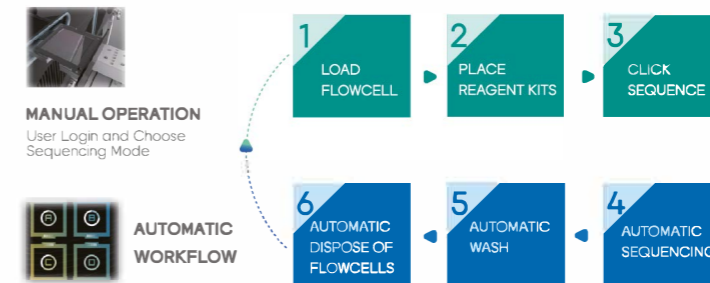 1
LOAD
FLOWCELL
2
PLACE
REAGENT KITS
3
CLICK
SEQUENCE
MANUAL OPERATION
User Login and Choose
Sequencing Mode
A
B
C
D
AUTOMATIC
WORKFLOW
6
AUTOMATIC
DISPOSE OF
FLOWCELLS
5
AUTOMATIC
WASH
4
AUTOMATIC
SEQUENCING